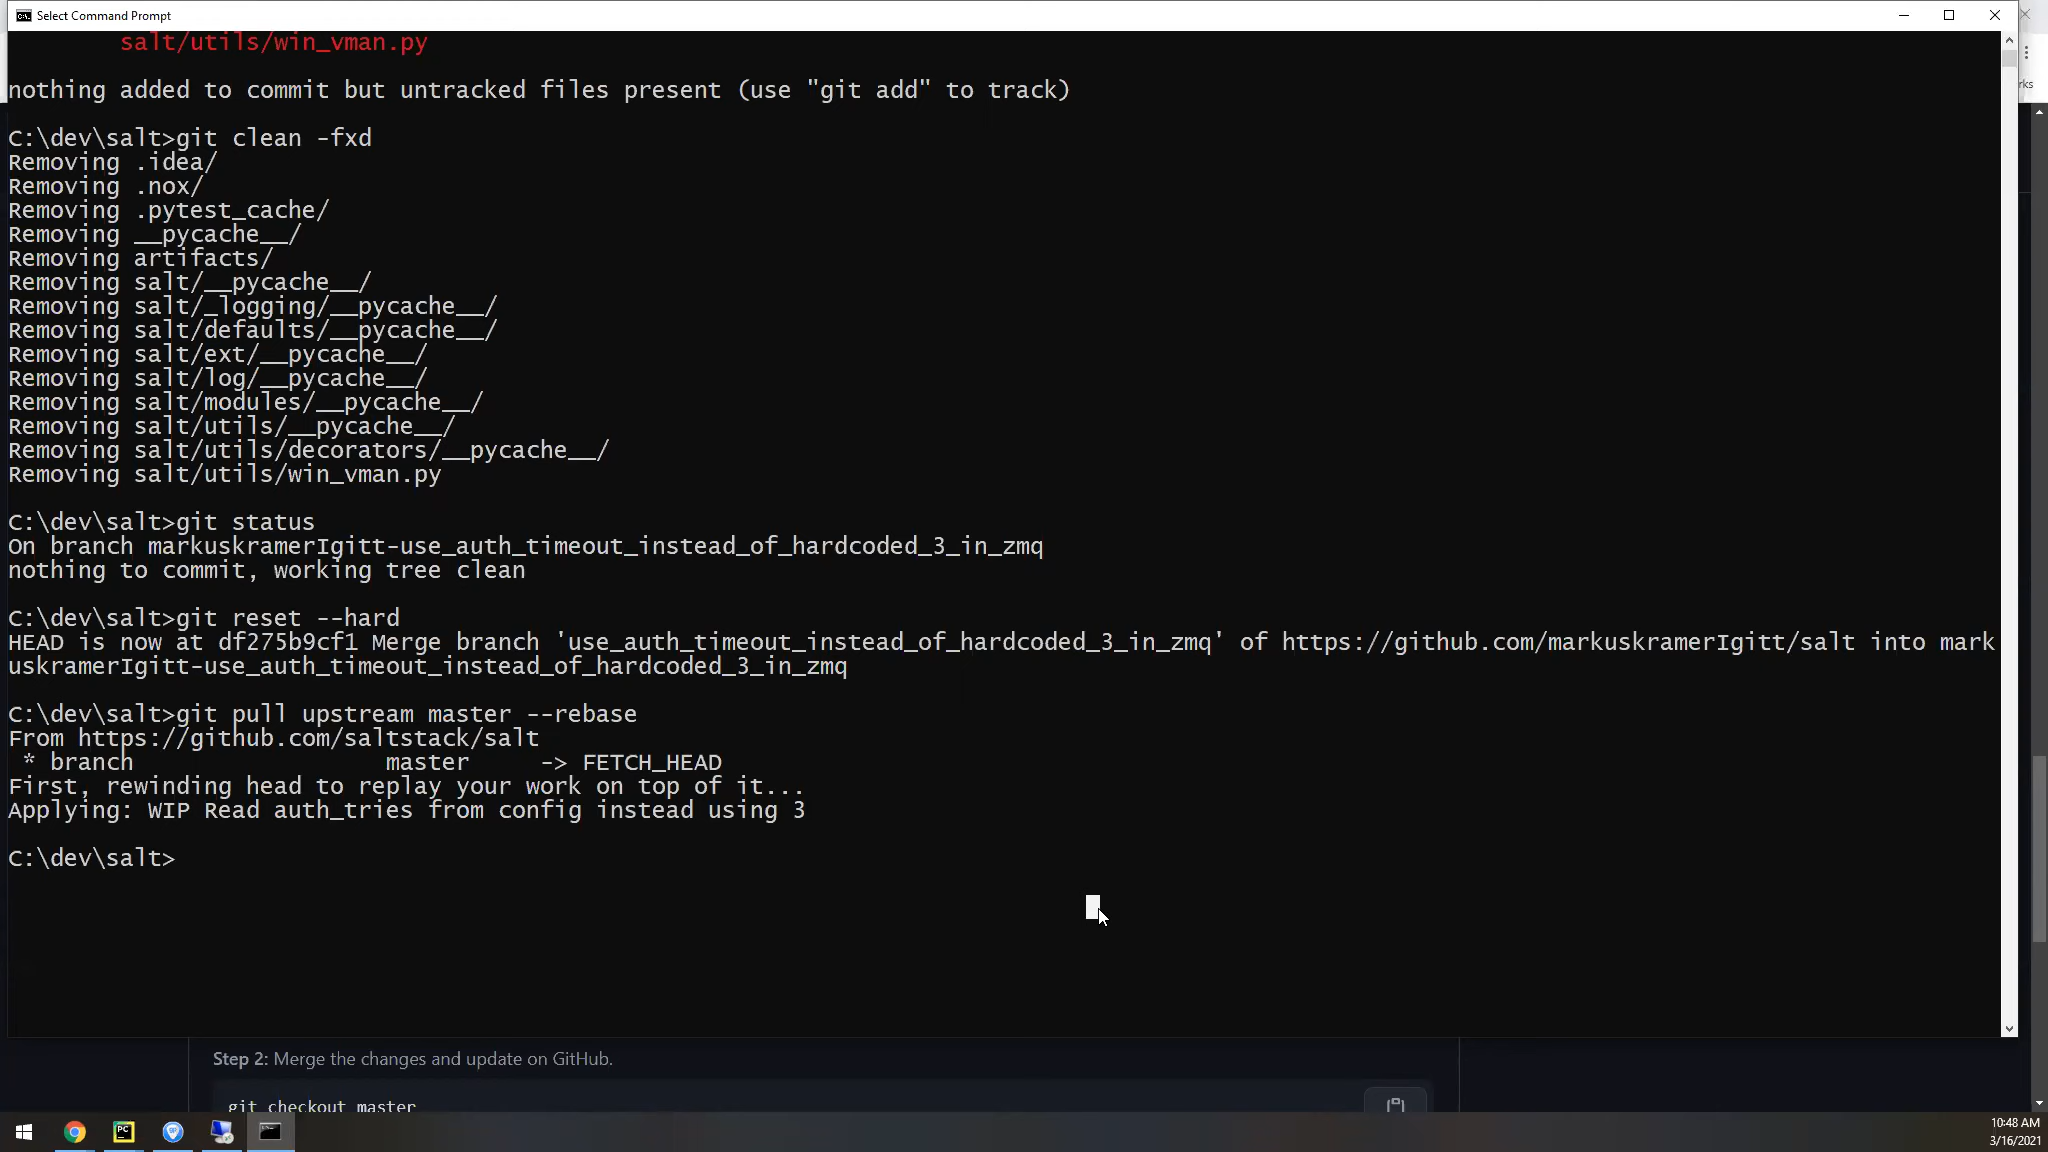 Select Command Prompt
salt/utils/win_vman.py
nothing added to commit but untracked files present (use "git add" to track)
C:\dev\salt>git clean -fxd
Removing .idea/
Removing .nox/
Removing .pytest_cache/
Removing __pycache__/
Removing artifacts/
Removing salt/__pycache__/
Removing salt/_logging/__pycache__/
Removing salt/defaults/__pycache__/
Removing salt/ext/__pycache__/
Removing salt/log/__pycache__/
Removing salt/modules/__pycache__/
Removing salt/utils/__pycache__/
Removing salt/utils/decorators/__pycache__/
Removing salt/utils/win_vman.py
C:\dev\salt>git status
On branch markuskramerIgitt-use_auth_timeout_instead_of_hardcoded_3_in_zmq
nothing to commit, working tree clean
C:\dev\salt>git reset --hard
HEAD is now at df275b9cf1 Merge branch 'use_auth_timeout_instead_of_hardcoded_3_in_zmq' of https://github.com/markuskramerIgitt/salt into mark
uskramerIgitt-use_auth_timeout_instead_of_hardcoded_3_in_zmq
C:\dev\salt>git pull upstream master --rebase
From https://github.com/saltstack/salt
 * branch                  master     -> FETCH_HEAD
First, rewinding head to replay your work on top of it...
Applying: WIP Read auth_tries from config instead using 3
C:\dev\salt>
rks
Step 2: Merge the changes and update on GitHub.
git checkout master
PC
10:48 AM
3/16/2021